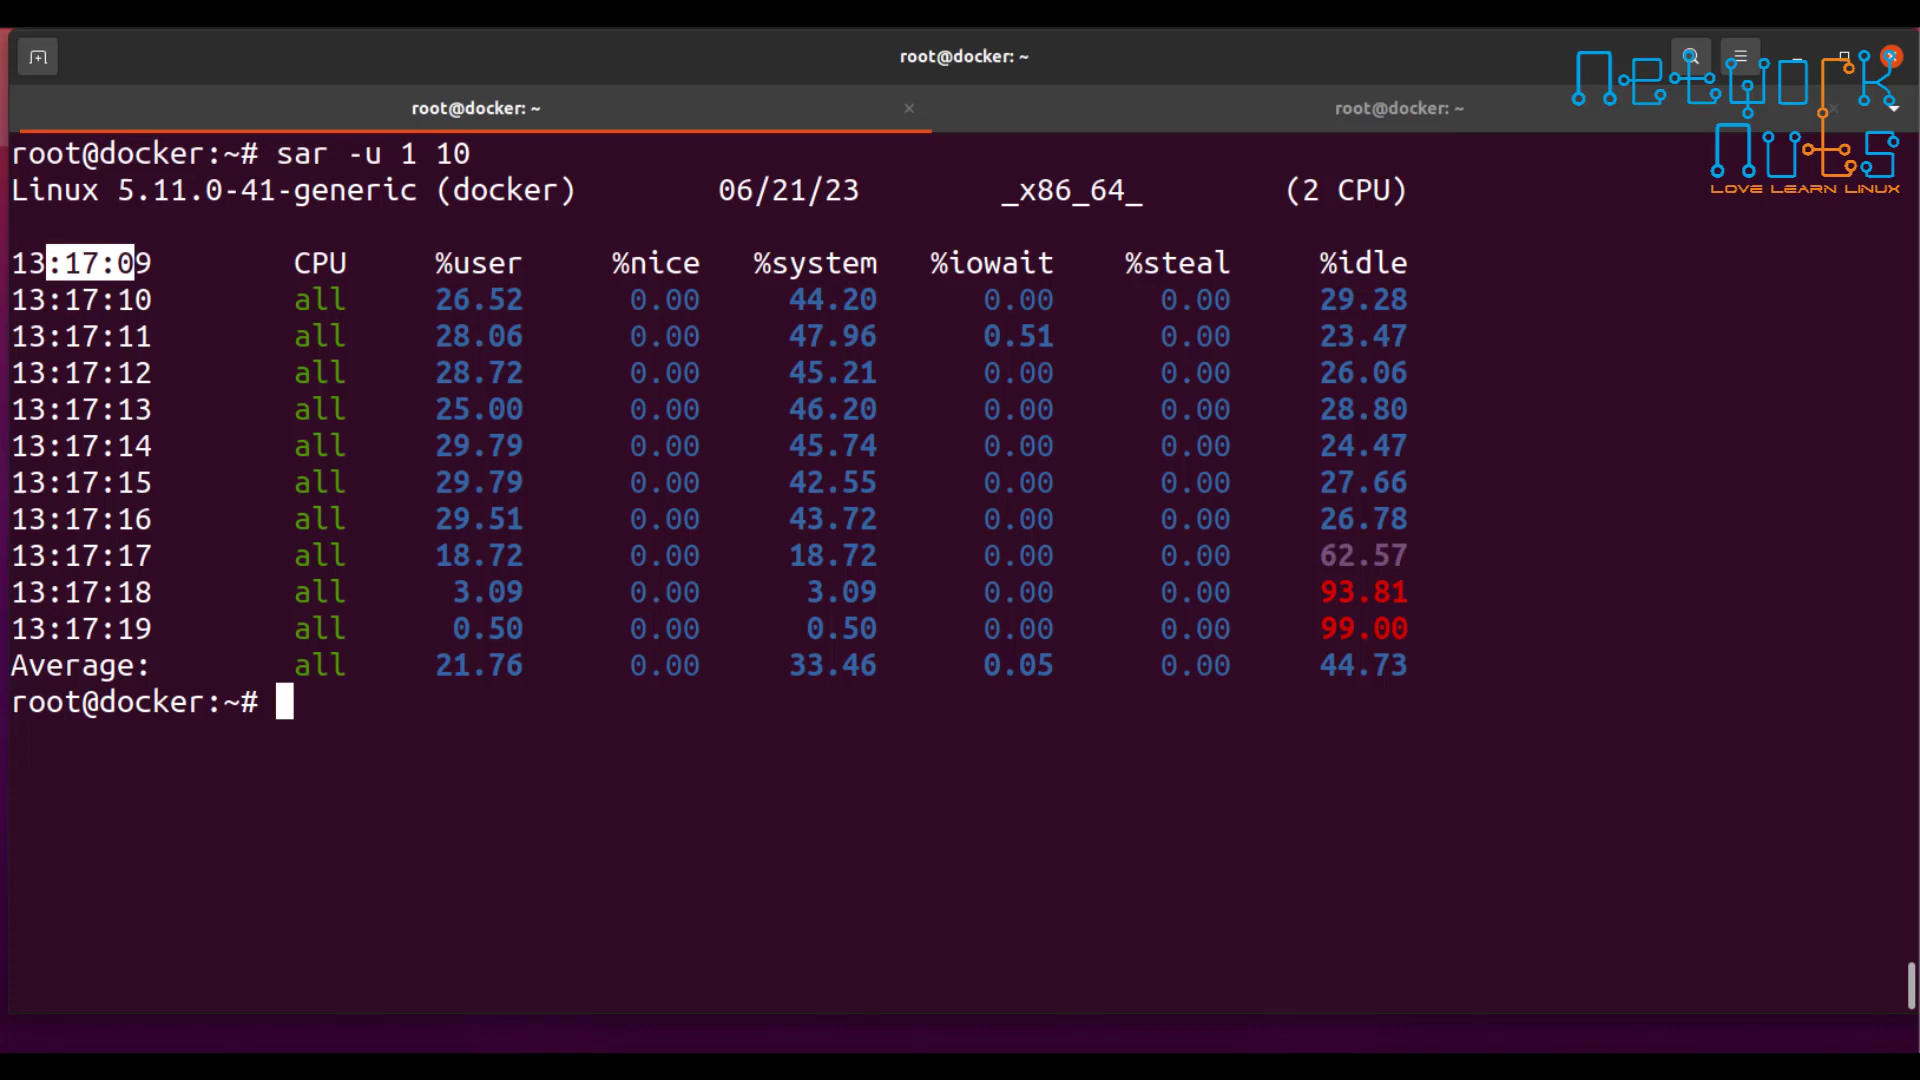 root@docker: ~
root@docker: ~
root@docker: ~
Network
Nuts
LOVE LEARN LINUX
root@docker:~# sar -u 1 10
Linux 5.11.0-41-generic (docker) 06/21/23 _x86_64_ (2 CPU)
13:17:09 CPU %user %nice %system %iowait %steal %idle
13:17:10 all 26.52 0.00 44.20 0.00 0.00 29.28
13:17:11 all 28.06 0.00 47.96 0.51 0.00 23.47
13:17:12 all 28.72 0.00 45.21 0.00 0.00 26.06
13:17:13 all 25.00 0.00 46.20 0.00 0.00 28.80
13:17:14 all 29.79 0.00 45.74 0.00 0.00 24.47
13:17:15 all 29.79 0.00 42.55 0.00 0.00 27.66
13:17:16 all 29.51 0.00 43.72 0.00 0.00 26.78
13:17:17 all 18.72 0.00 18.72 0.00 0.00 62.57
13:17:18 all 3.09 0.00 3.09 0.00 0.00 93.81
13:17:19 all 0.50 0.00 0.50 0.00 0.00 99.00
Average: all 21.76 0.00 33.46 0.05 0.00 44.73
root@docker:~#